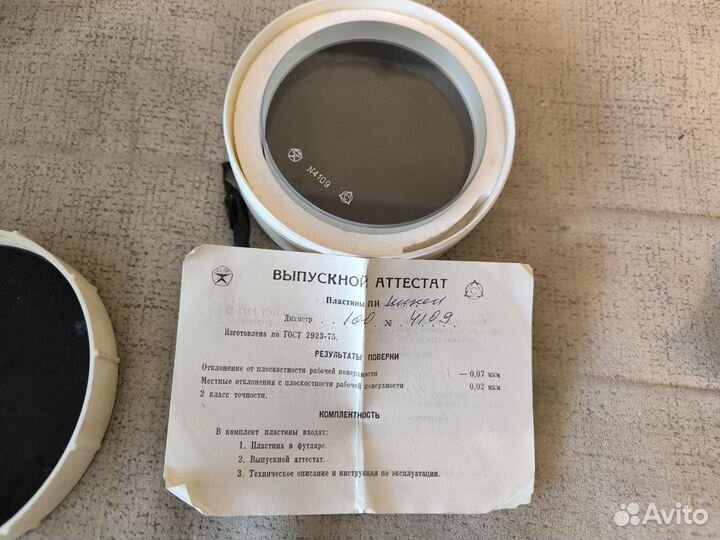 N4109
ВЫПУСКНОЙ АТТЕСТАТ
Пластины ПИ
Диаметр . . 100 . № . 4109 . .
Изготовлена по ГОСТ 2923-75.
РЕЗУЛЬТАТЫ ПОВЕРКИ
Отклонение от плоскостности рабочей поверхности — 0,07 мкм
Местные отклонения с плоскостности рабочей поверхности 0,02 мкм
2 класс точности.
КОМПЛЕКТНОСТЬ
В комплект пластины входят:
1. Пластина в футляре.
2. Выпускной аттестат.
3. Техническое описание и инструкция по эксплуатации.
Avito